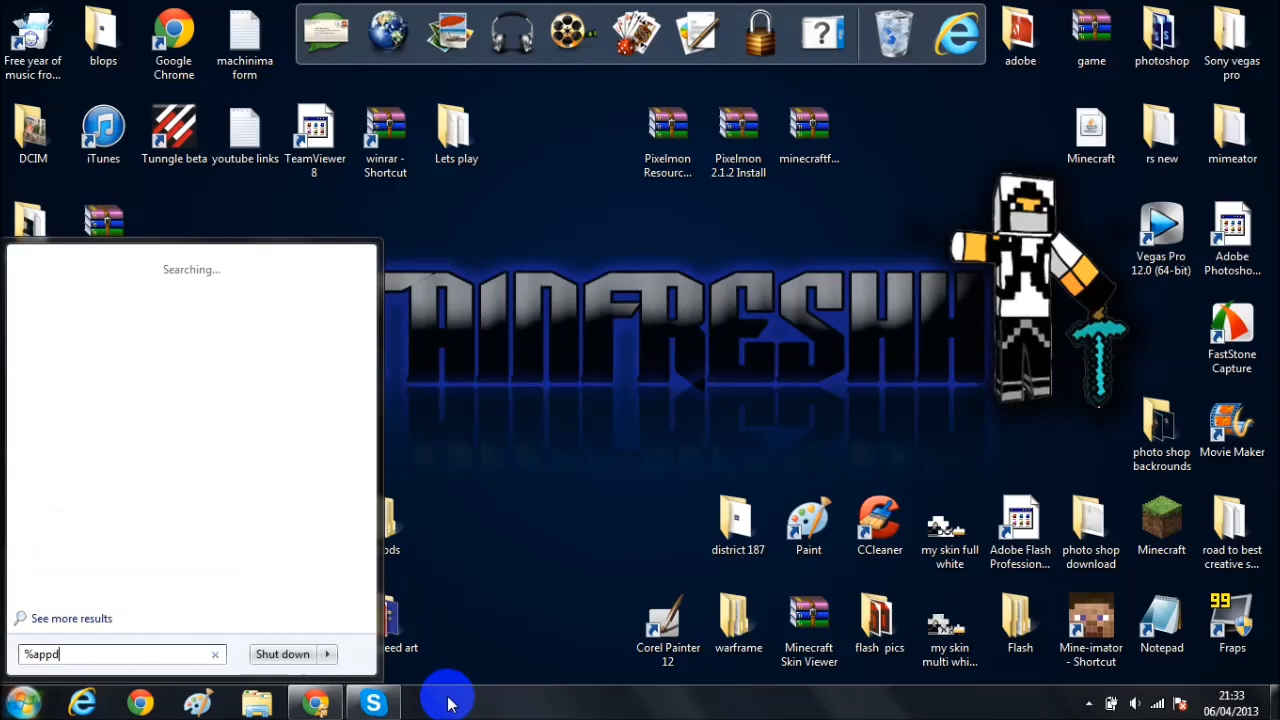 Free year of
music fro...
blops
Google
Chrome
machinima
form
adobe
game
photoshop
Sony vegas
pro
DCIM
iTunes
Tunngle beta
youtube links
TeamViewer
8
winrar -
Shortcut
Lets play
Pixelmon
Resourc...
Pixelmon
2.1.2 Install
minecraftf...
Minecraft
rs new
mimeator
Vegas Pro
12.0 (64-bit)
Adobe
Photosho...
Searching...
TAINFRESHH
FastStone
Capture
photo shop
backrounds
Movie Maker
ods
district 187
Paint
CCleaner
my skin full
white
Adobe Flash
Profession...
photo shop
download
Minecraft
road to best
creative s...
See more results
eed art
99
%appd
Shut down
Corel Painter
12
warframe
Minecraft
Skin Viewer
flash pics
my skin
multi whi...
Flash
Mine-imator
- Shortcut
Notepad
Fraps
21:33
06/04/2013